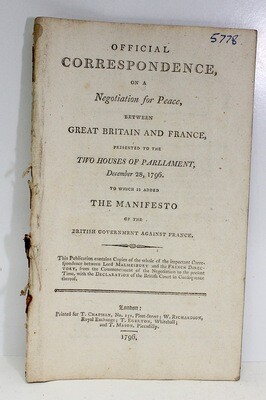 5778
OFFICIAL
CORRESPONDENCE,
ON A
Negotiation for Peace,
BETWEEN
GREAT BRITAIN AND FRANCE,
PRESENTED TO THE
TWO HOUSES OF PARLIAMENT,
December 28, 1796.
TO WHICH IS ADDED
THE MANIFESTO
OF THE
BRITISH GOVERNMENT AGAINST FRANCE.
This Publication contains Copies of the whole of the important Corre-
spondence between Lord MALMESBURY and the FRENCH DIREC-
TORY, from the Commencement of the Negotiation to the present
Time, with the DECLARATION of the British Court in Consequence
thereof.
London:
Printed for T. CHAPMAN, No. 151, Fleet-Street; W. RICHARDSON,
Royal Exchange; T. EGERTON, Whitehall;
and T. Piccadilly.
1796.